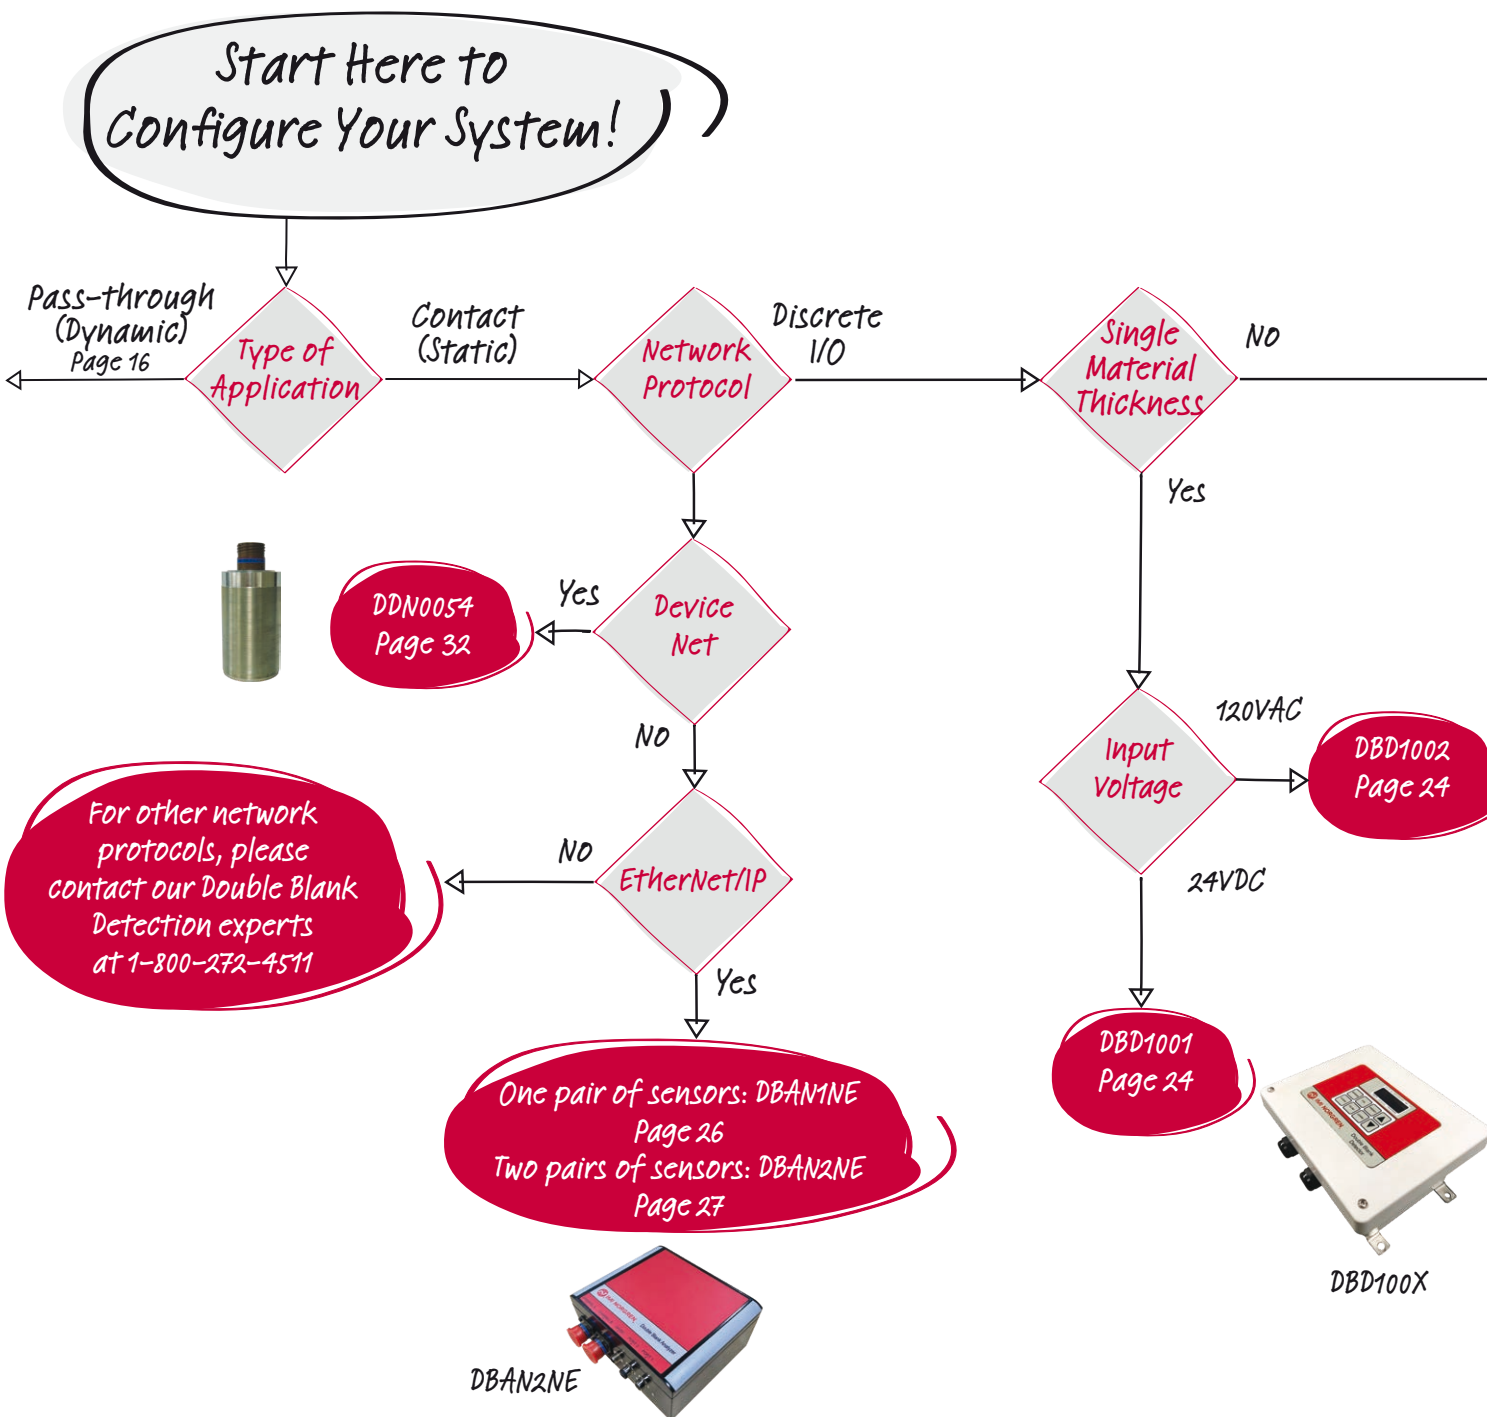 Start Here to
Configure Your System!
Pass-through
(Dynamic)
Page 16
Type of
Application
Contact
(Static)
Network
Protocol
Discrete
I/O
Single
Material
Thickness
NO
Yes
Device
Net
Yes
DDN0054
Page 32
NO
Input
Voltage
120VAC
DBD1002
Page 24
24VDC
EtherNet/IP
NO
For other network
protocols, please
contact our Double Blank
Detection experts
at 1-800-272-4511
Yes
One pair of sensors: DBAN1NE
Page 26
Two pairs of sensors: DBAN2NE
Page 27
DBD1001
Page 24
DBD100X
DBAN2NE